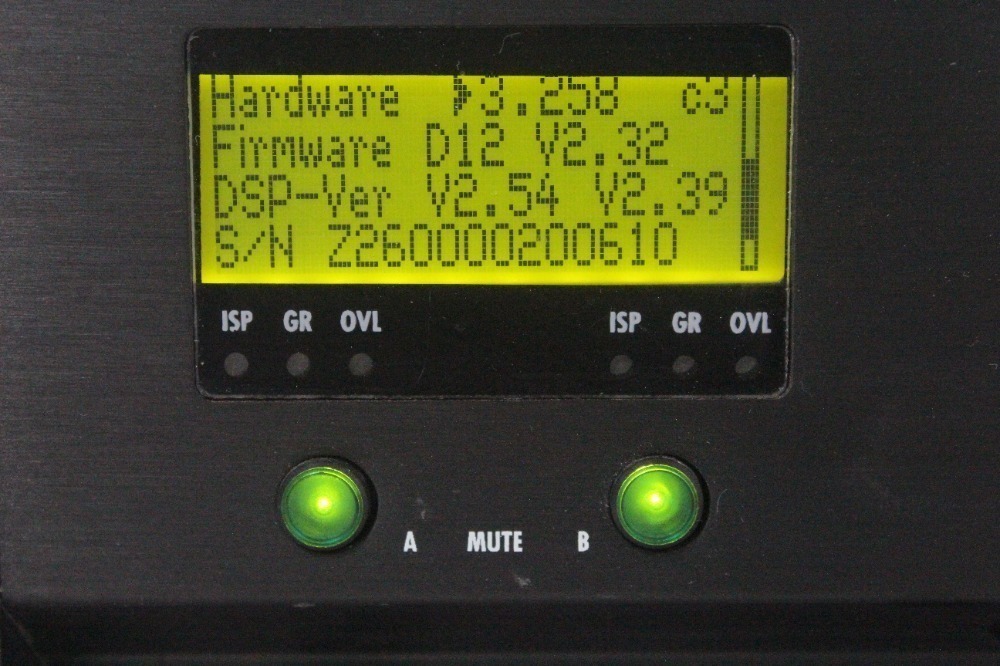 Hardware 3.258 c3
Firmware D12 V2.32
DSP-Ver V2.54 V2.39
S/N Z260000200610
ISP GR OVL ISP GR OVL
A MUTE B